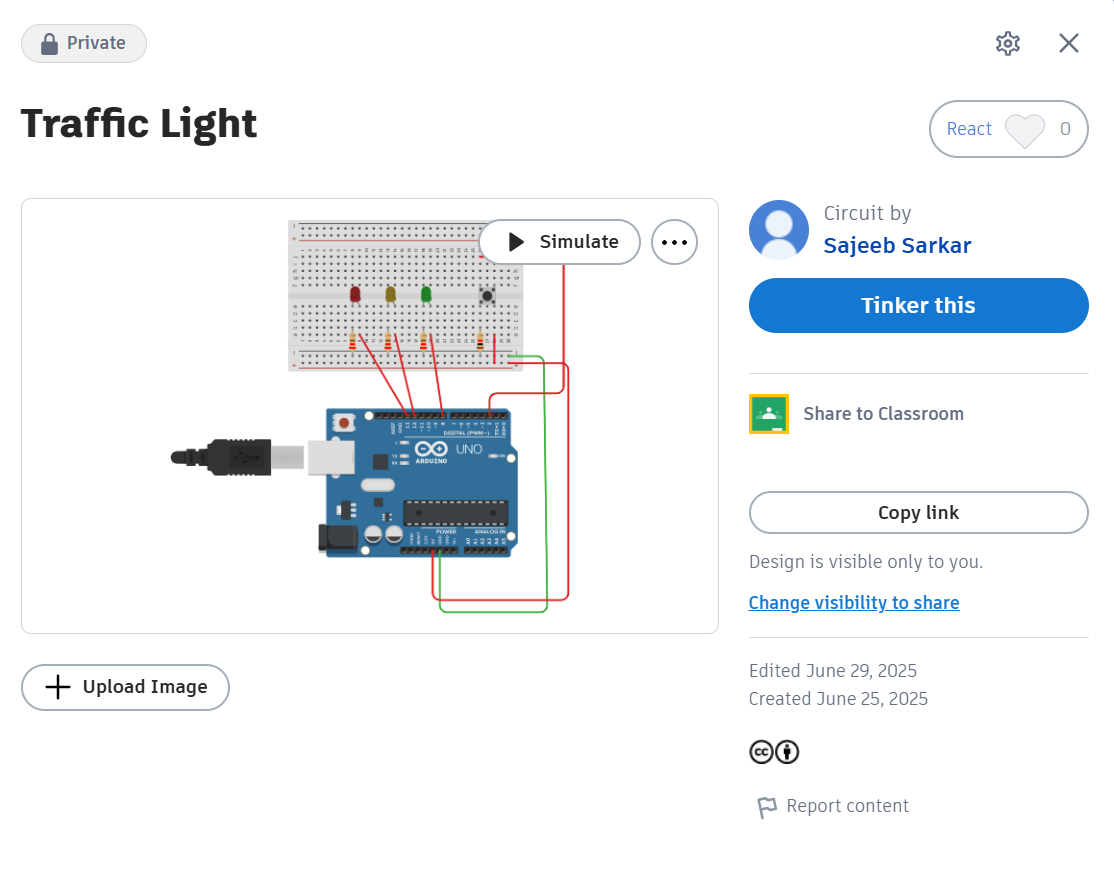 Private
Traffic Light
React 0
Simulate
Circuit by
Sajeeb Sarkar
Tinker this
Share to Classroom
DIGITAL (PWM~)
UNO
ARDUINO
POWER ANALOG IN
Copy link
Design is visible only to you.
Change visibility to share
Upload Image
Edited June 29, 2025
Created June 25, 2025
cc
Report content